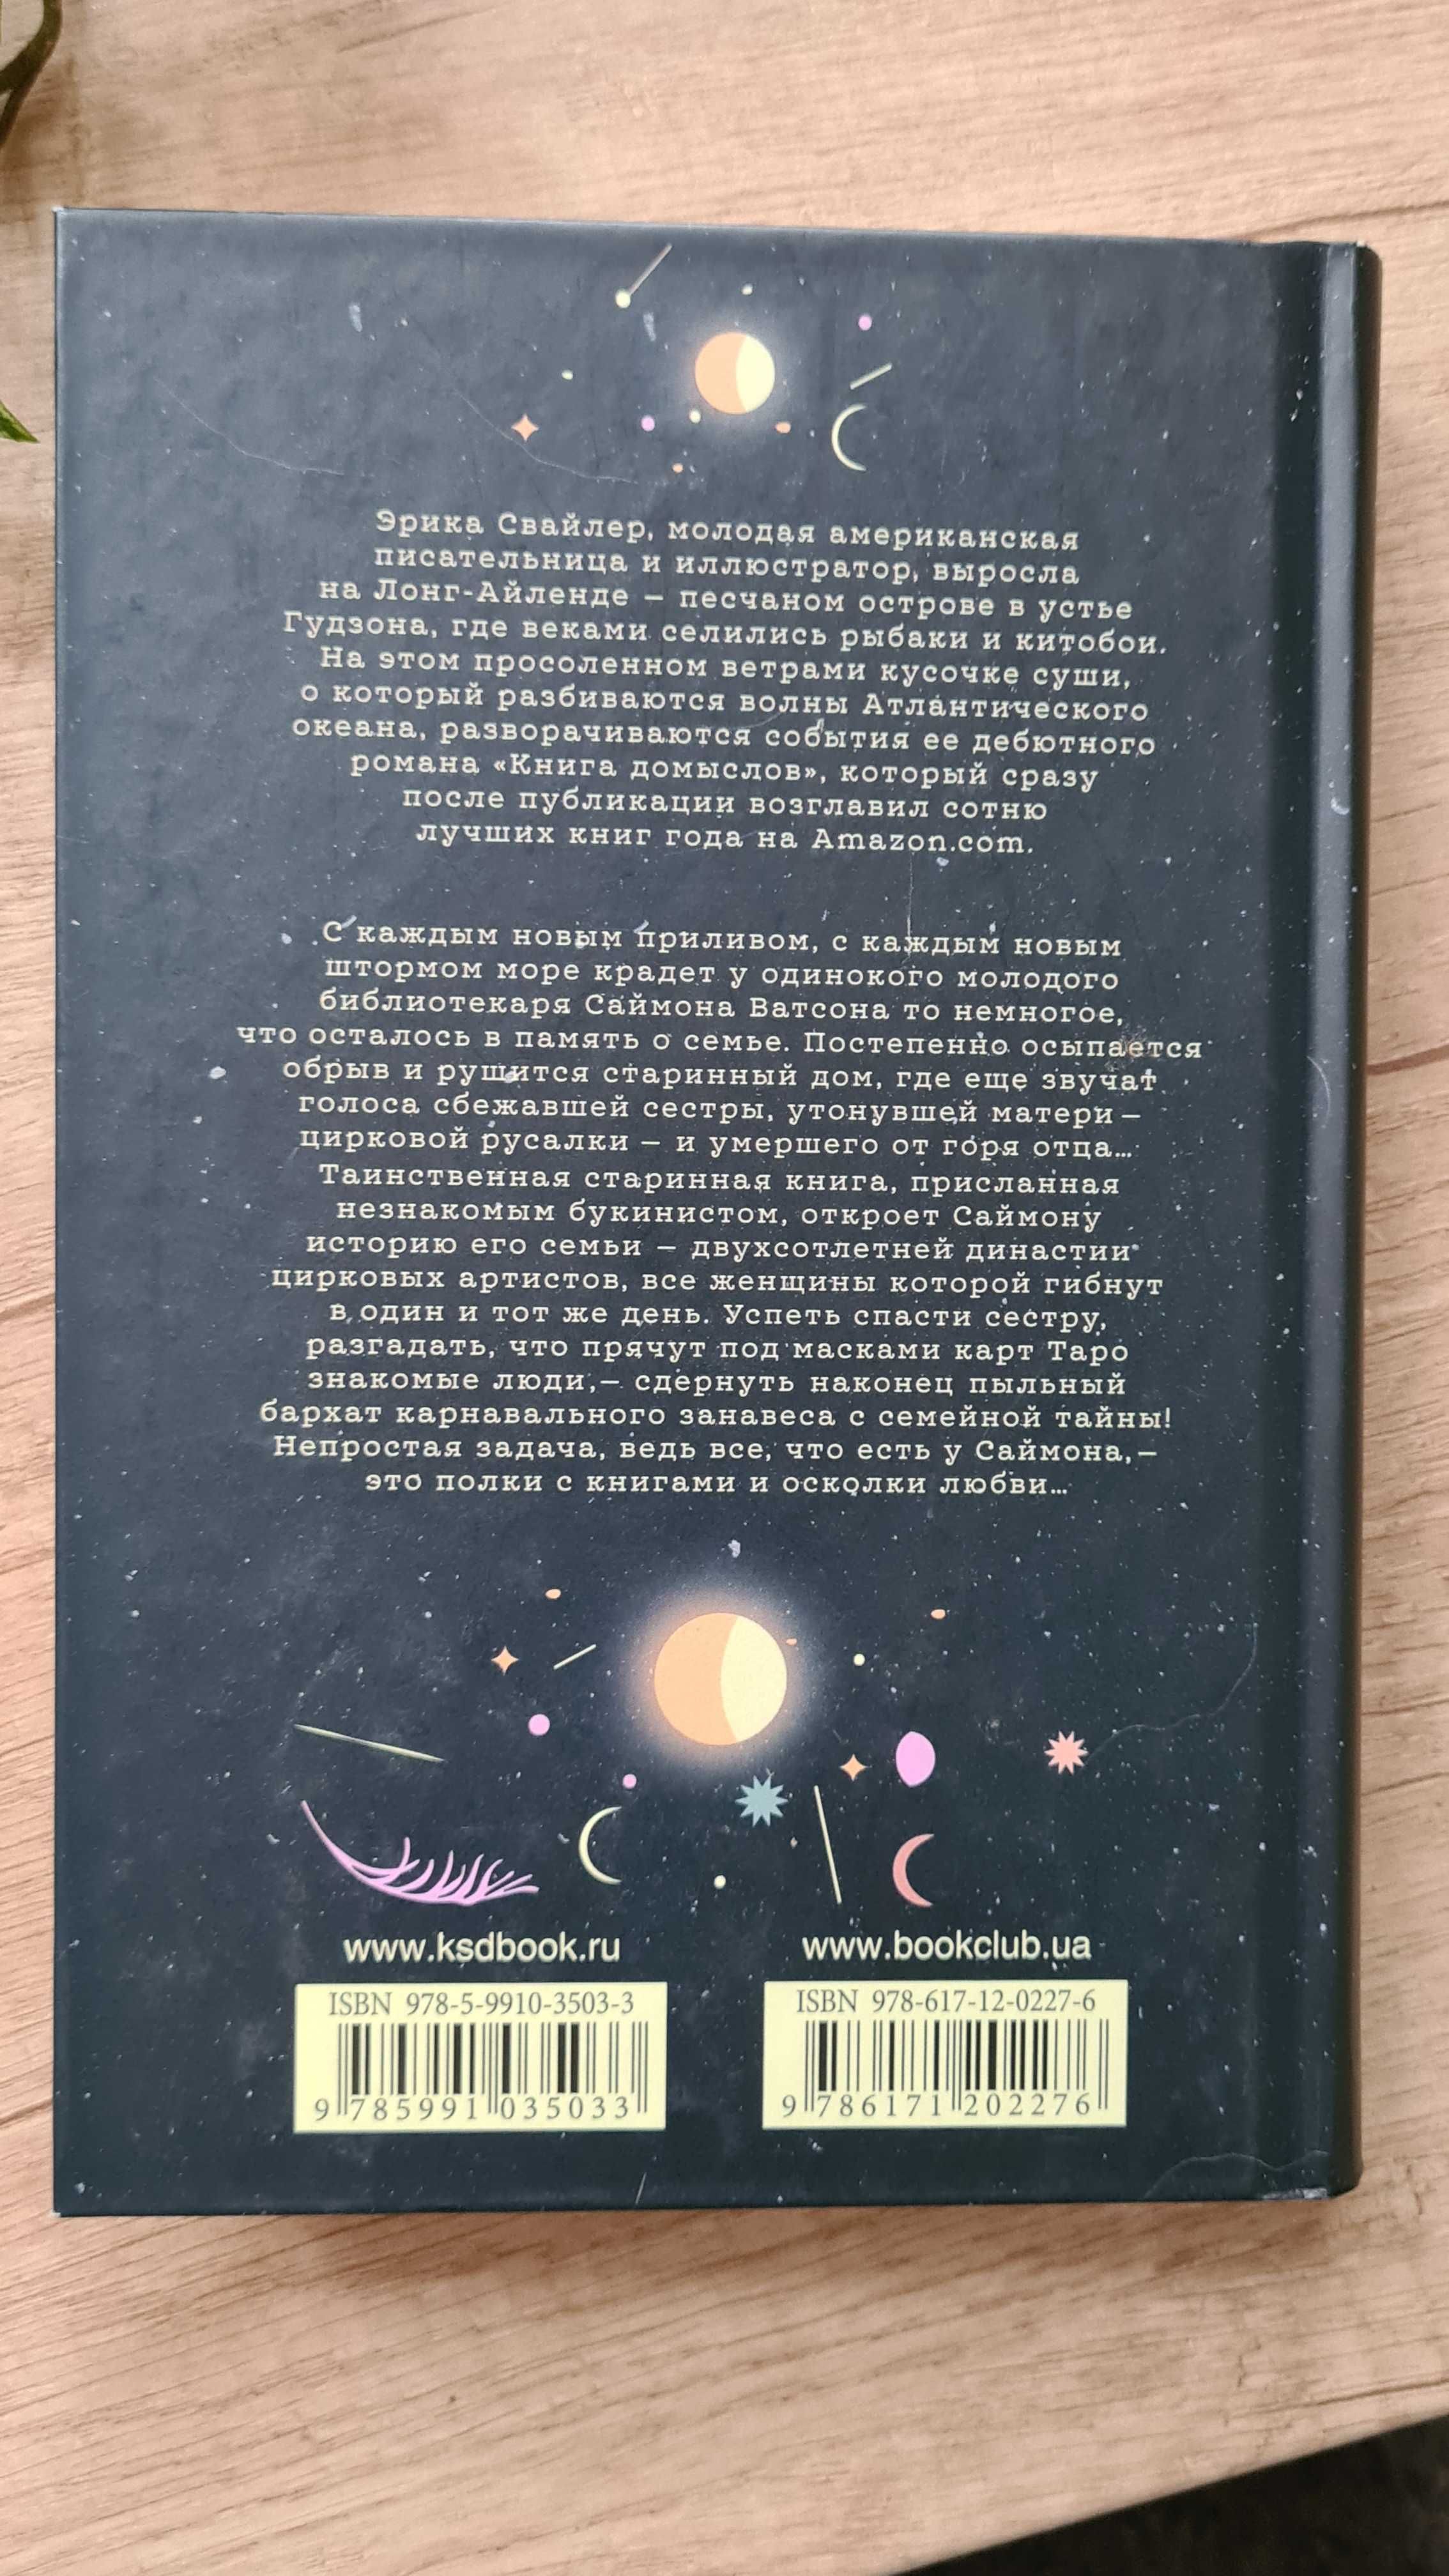 Эрика Свайлер, молодая американская
писательница и иллюстратор, выросла
на Лонг-Айленде – песчаном острове в устье
Гудзона, где веками селились рыбаки и китобои.
На этом просоленном ветрами кусочке суши,
о который разбиваются волны Атлантического
океана, разворачиваются события ее дебютного
романа «Книга домыслов», который сразу
после публикации возглавил сотню
лучших книг года на Amazon.com.
С каждым новым приливом, с каждым новым
штормом море крадет у одинокого молодого
библиотекаря Саймона Ватсона то немногое,
что осталось в память о семье. Постепенно осыпается
обрыв и рушится старинный дом, где еще звучат
голоса сбежавшей сестры, утонувшей матери –
цирковой русалки – и умершего от горя отца...
Таинственная старинная книга, присланная
незнакомым букинистом, откроет Саймону
историю его семьи – двухсотлетней династии
цирковых артистов, все женщины которой гибнут
в один и тот же день. Успеть спасти сестру,
разгадать, что прячут под масками карт Таро
знакомые люди,– сдернуть наконец пыльный
бархат карнавального занавеса с семейной тайны!
Непростая задача, ведь все, что есть у Саймона,–
это полки с книгами и осколки любви...
www.ksdbook.ru
ISBN 978-5-9910-3503-3
9 785991 035033
www.bookclub.ua
ISBN 978-617-12-0227-6
9 786171 202276